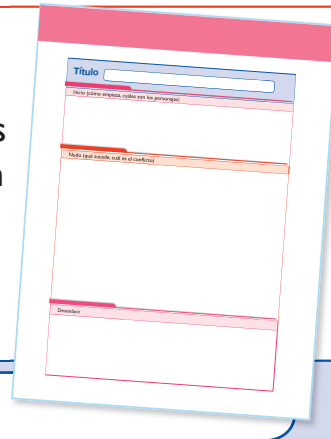 Título
Inicio (cómo empieza, cuáles son los personajes)
s
Nudo (qué sucede, cuál es el conflicto)
Desenlace